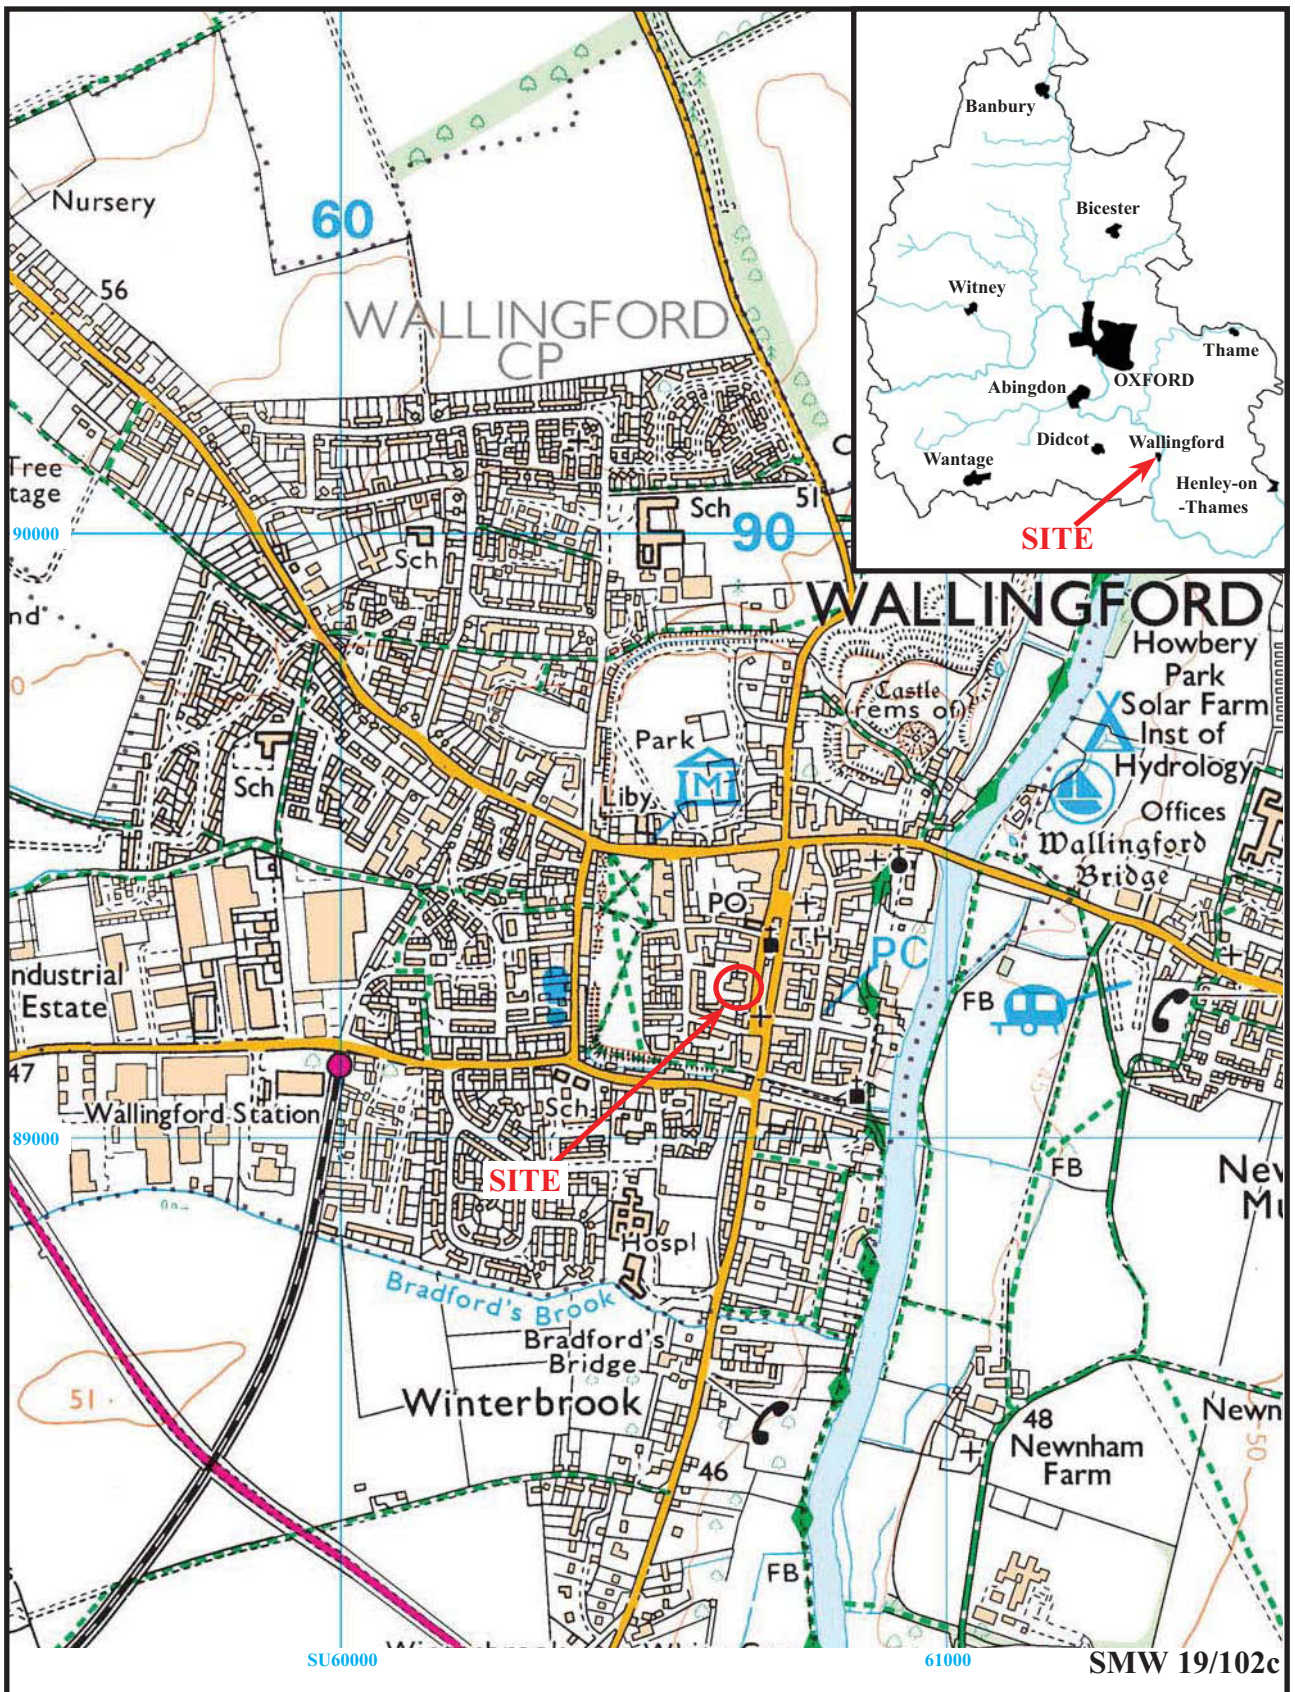 Banbury
Bicester
Witney
Thame
OXFORD
Abingdon
Didcot
Wallingford
Wantage
Henley-on
-Thames
SITE
Nursery
60
56
WALLINGFORD
CP
Tree
tage
Sch
51
90
90000
Sch
WALLINGFORD
Howbery
Park
Solar Farm
Inst of
Hydrology
Castle
(rems of)
Park
M
Liby
Sch
Offices
Wallingford
Bridge
PO
TH
PC
FB
ndustrial
Estate
47
Wallingford Station
Sch
89000
SITE
FB
New
Hospl
Bradford's Brook
Bradford's
Bridge
Winterbrook
51
46
48
Newnham
Farm
Newn
50
FB
SU60000
61000
SMW 19/102c